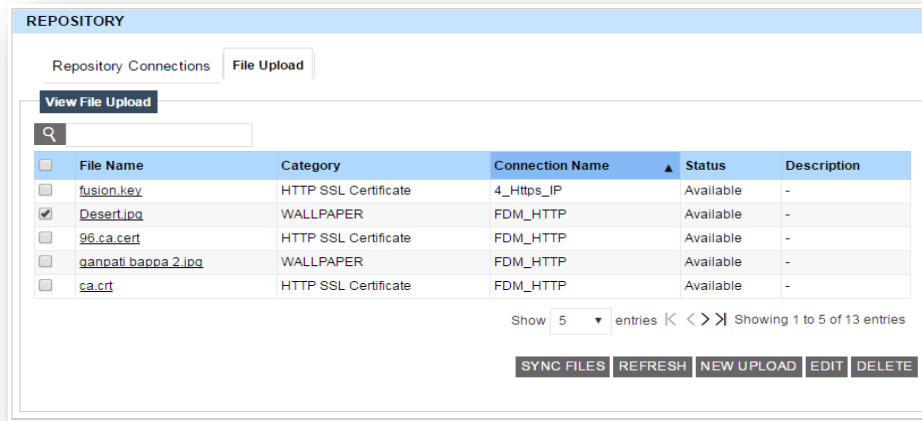 REPOSITORY
Repository Connections File Upload
View File Upload
File Name Category Connection Name Status Description
fusion.key HTTP SSL Certificate 4_Https_IP Available -
Desert.jpg WALLPAPER FDM_HTTP Available -
96.ca.cert HTTP SSL Certificate FDM_HTTP Available -
ganpati bappa 2.jpg WALLPAPER FDM_HTTP Available -
ca.crt HTTP SSL Certificate FDM_HTTP Available -
Show 5 entries Showing 1 to 5 of 13 entries
SYNC FILES REFRESH NEW UPLOAD EDIT DELETE